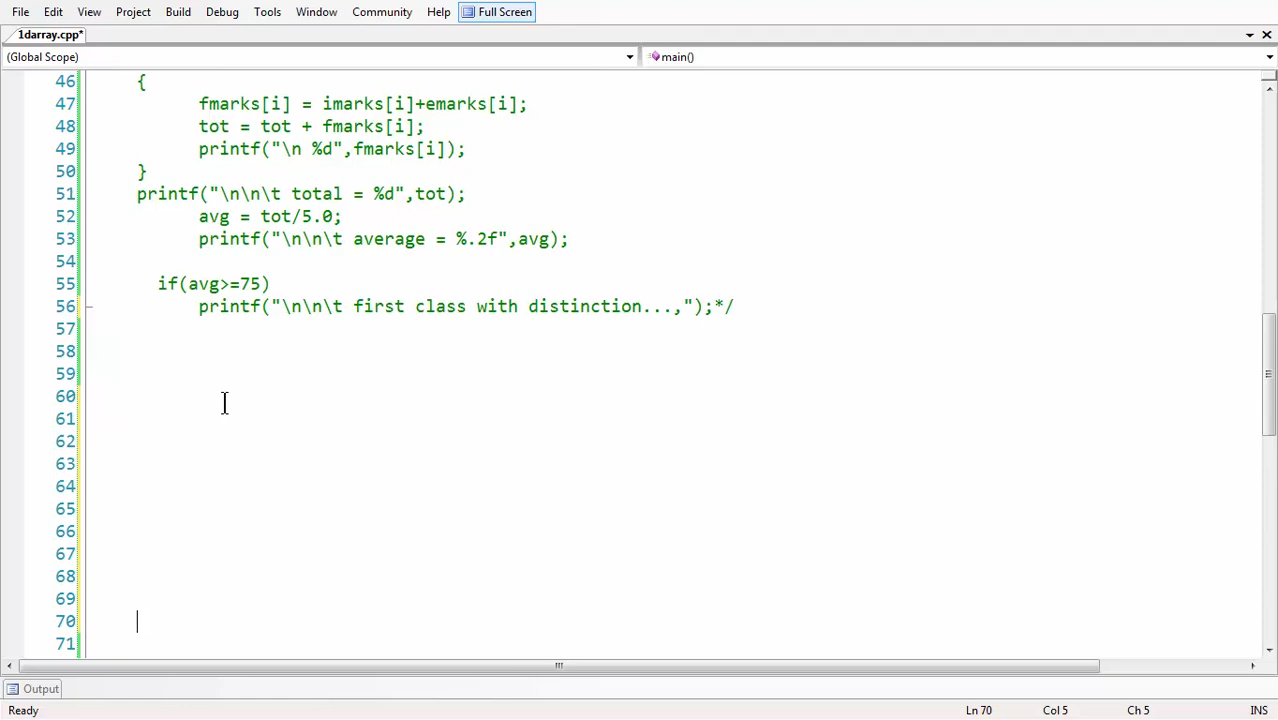 File Edit View Project Build Debug Tools Window Community Help Full Screen
1darray.cpp*
(Global Scope) main()
46 {
47 fmarks[i] = imarks[i]+emarks[i];
48 tot = tot + fmarks[i];
49 printf("\n %d",fmarks[i]);
50 }
51 printf("\n\n\t total = %d",tot);
52 avg = tot/5.0;
53 printf("\n\n\t average = %.2f",avg);
54
55 if(avg>=75)
56 printf("\n\n\t first class with distinction...,");*/
57
58
59
60
61
62
63
64
65
66
67
68
69
70
71
Output
Ready Ln 70 Col 5 Ch 5 INS